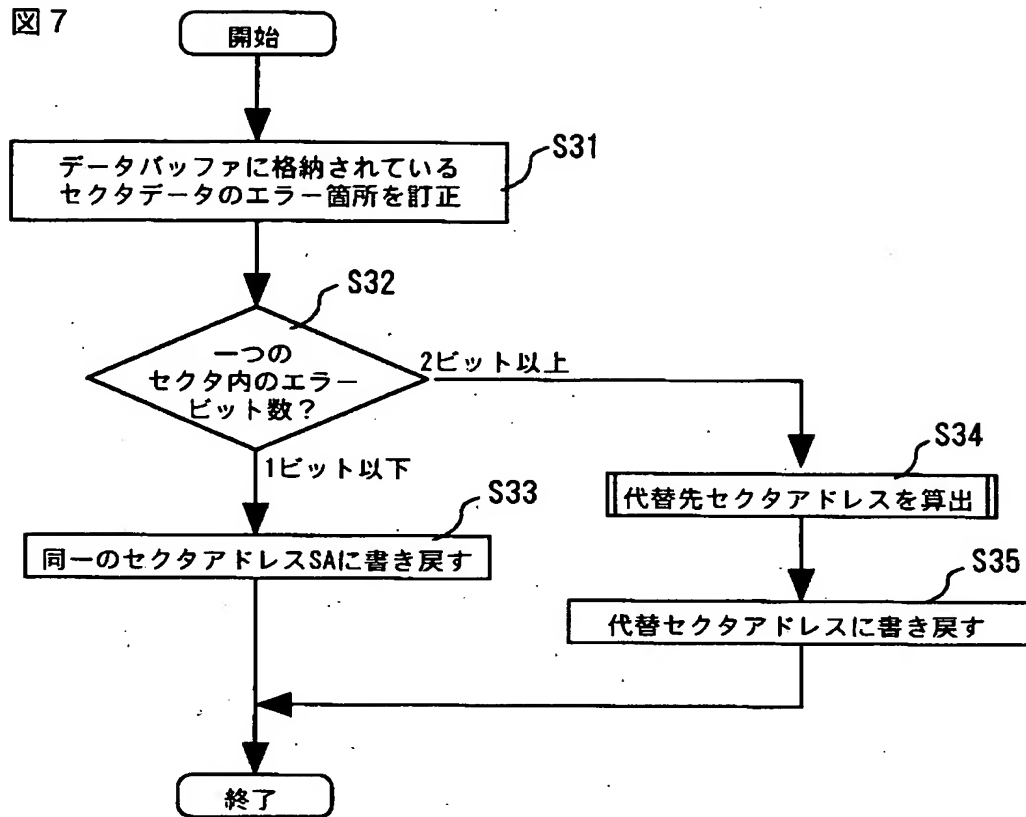 図7
開始
S31
データバッファに格納されている
セクタデータのエラー箇所を訂正
S32
一つの
セクタ内のエラー
ビット数?
2ビット以上
1ビット以下
S33
同一のセクタアドレスSAに書き戻す
S34
代替先セクタアドレスを算出
S35
代替セクタアドレスに書き戻す
終了